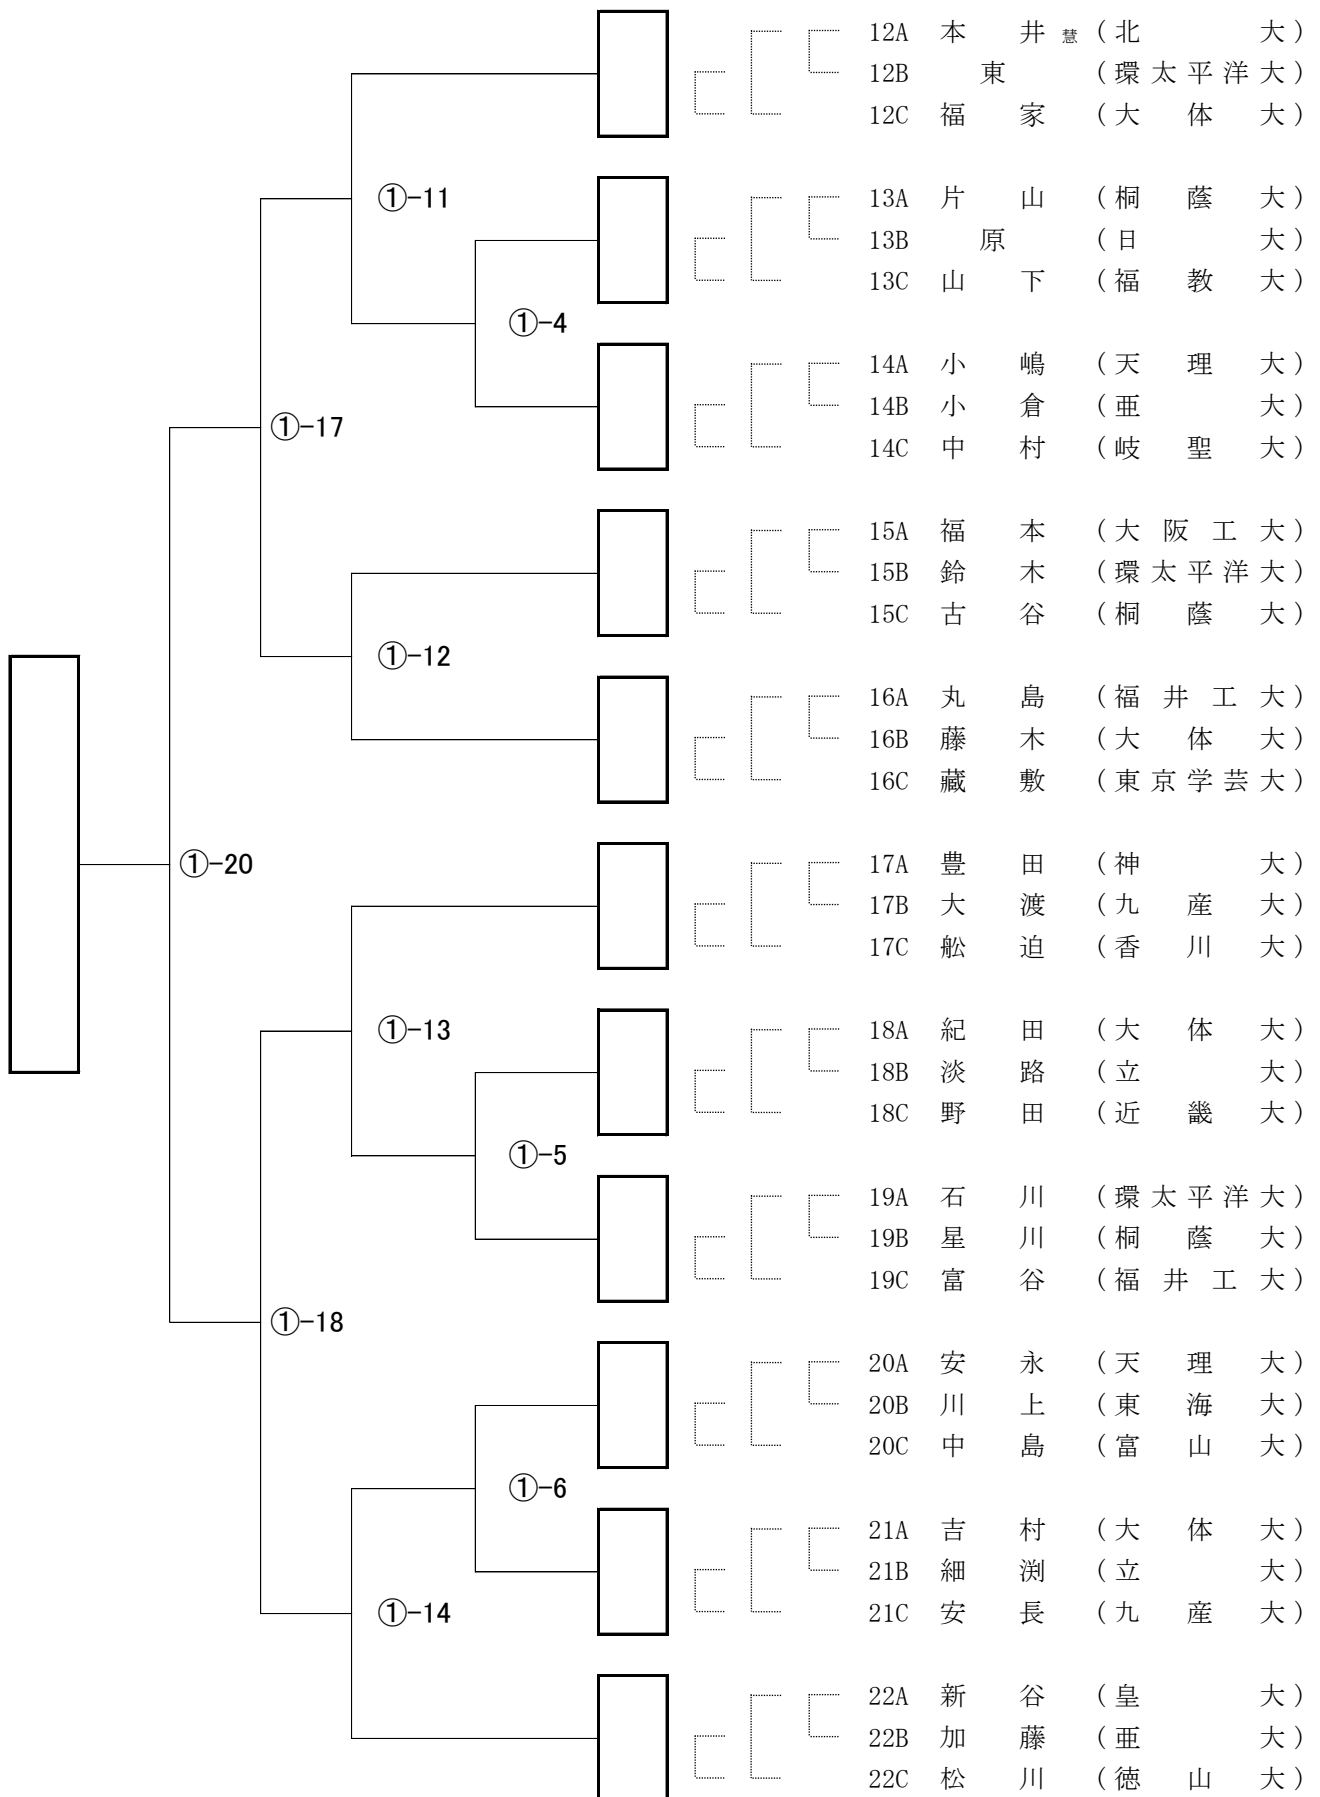 12A 本井慧 (北大)
12B 東 (環太平洋大)
12C 福家 (大体大)
①-11
13A 片山 (桐蔭大)
13B 原 (日大)
13C 山下 (福教大)
①-4
14A 小嶋 (天理大)
14B 小倉 (亜大)
14C 中村 (岐聖大)
①-17
15A 福本 (大阪工大)
15B 鈴木 (環太平洋大)
15C 古谷 (桐蔭大)
①-12
16A 丸島 (福井工大)
16B 藤木 (大体大)
16C 藏敷 (東京学芸大)
①-20
17A 豊田 (神大)
17B 大渡 (九産大)
17C 舩迫 (香川大)
①-13
18A 紀田 (大体大)
18B 淡路 (立大)
18C 野田 (近畿大)
①-5
19A 石川 (環太平洋大)
19B 星川 (桐蔭大)
19C 富谷 (福井工大)
①-18
20A 安永 (天理大)
20B 川上 (東海大)
20C 中島 (富山大)
①-6
21A 吉村 (大体大)
21B 細渕 (立大)
21C 安長 (九産大)
①-14
22A 新谷 (皇大)
22B 加藤 (亜大)
22C 松川 (徳山大)